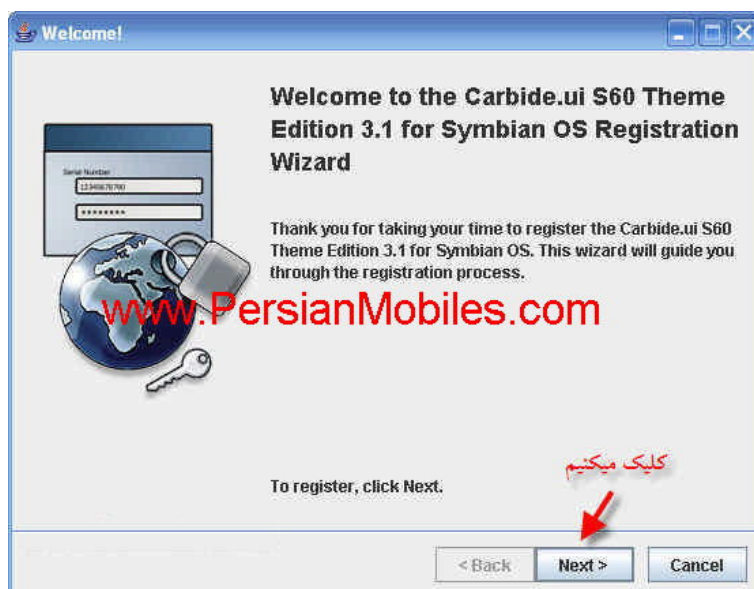 Welcome!
Welcome to the Carbide.ui S60 Theme
Edition 3.1 for Symbian OS Registration
Wizard
Serial Number
12345678790
********
Thank you for taking your time to register the Carbide.ui S60
Theme Edition 3.1 for Symbian OS. This wizard will guide you
through the registration process.
www.PersianMobiles.com
کلیک میکنیم
To register, click Next.
< Back
Next >
Cancel